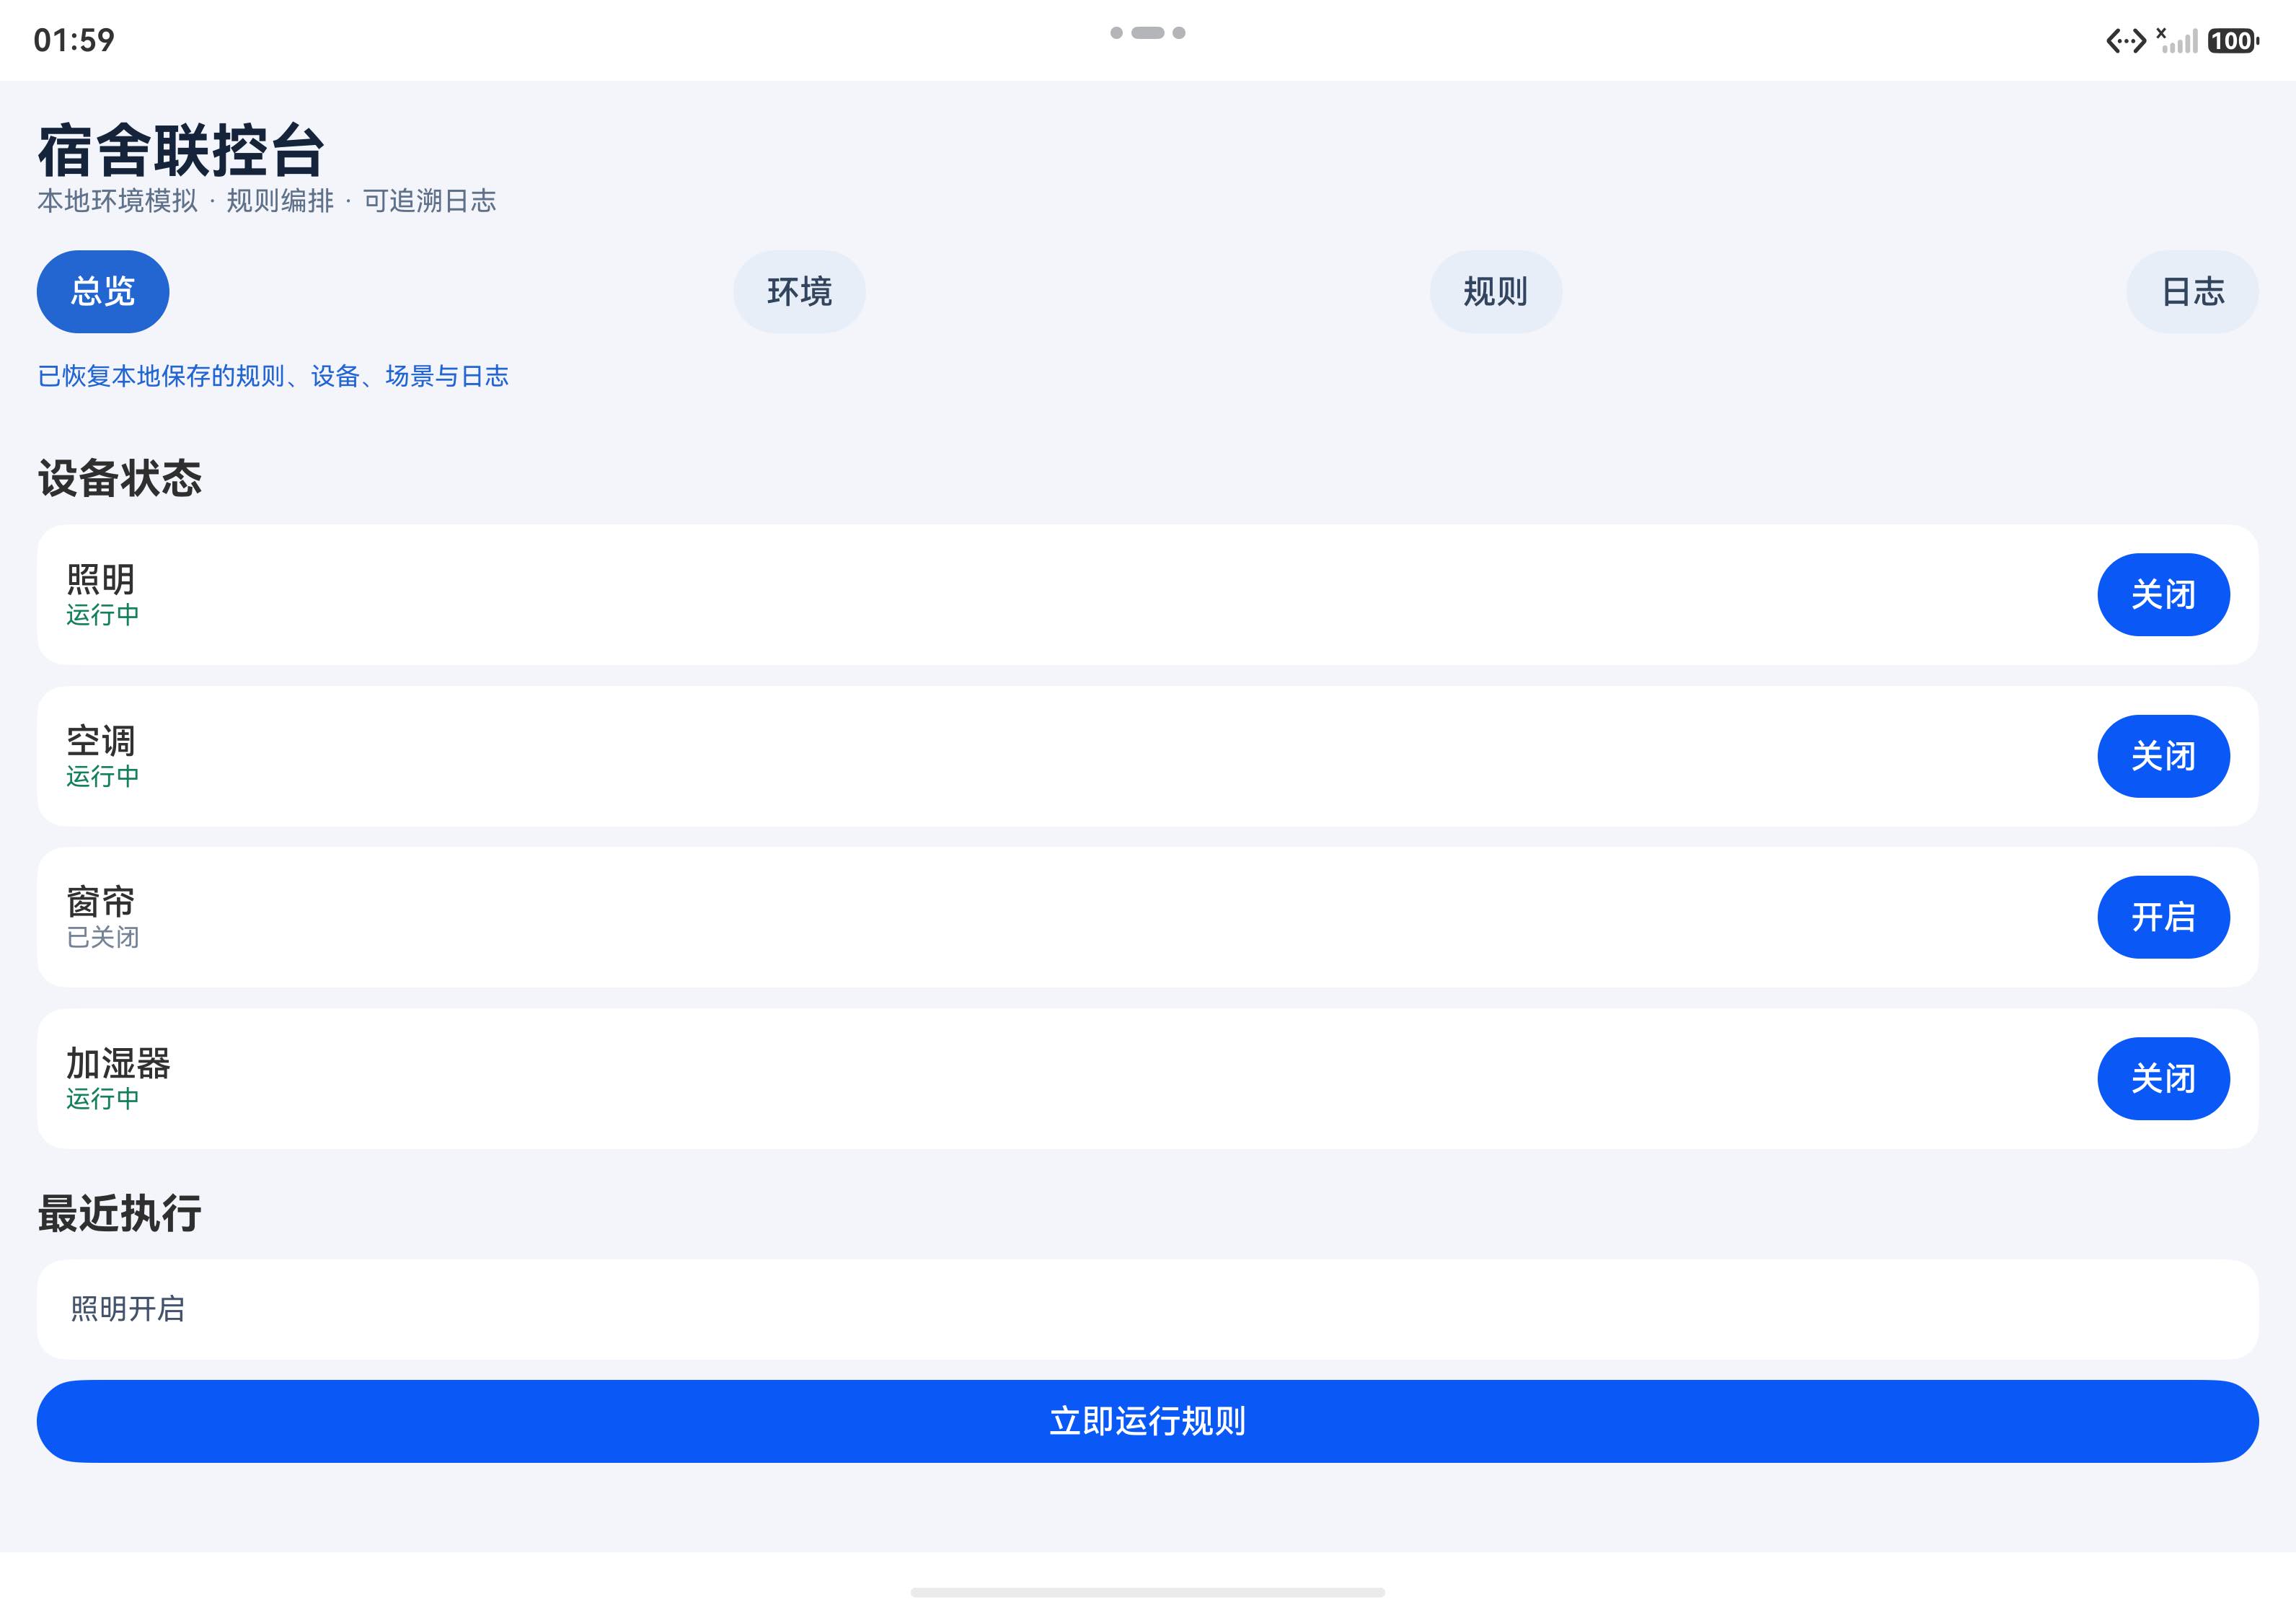 01:59
100
宿舍联控台
本地环境模拟 · 规则编排 · 可追溯日志
总览
环境
规则
日志
已恢复本地保存的规则、设备、场景与日志
设备状态
照明
运行中
关闭
空调
运行中
关闭
窗帘
已关闭
开启
加湿器
运行中
关闭
最近执行
照明开启
立即运行规则